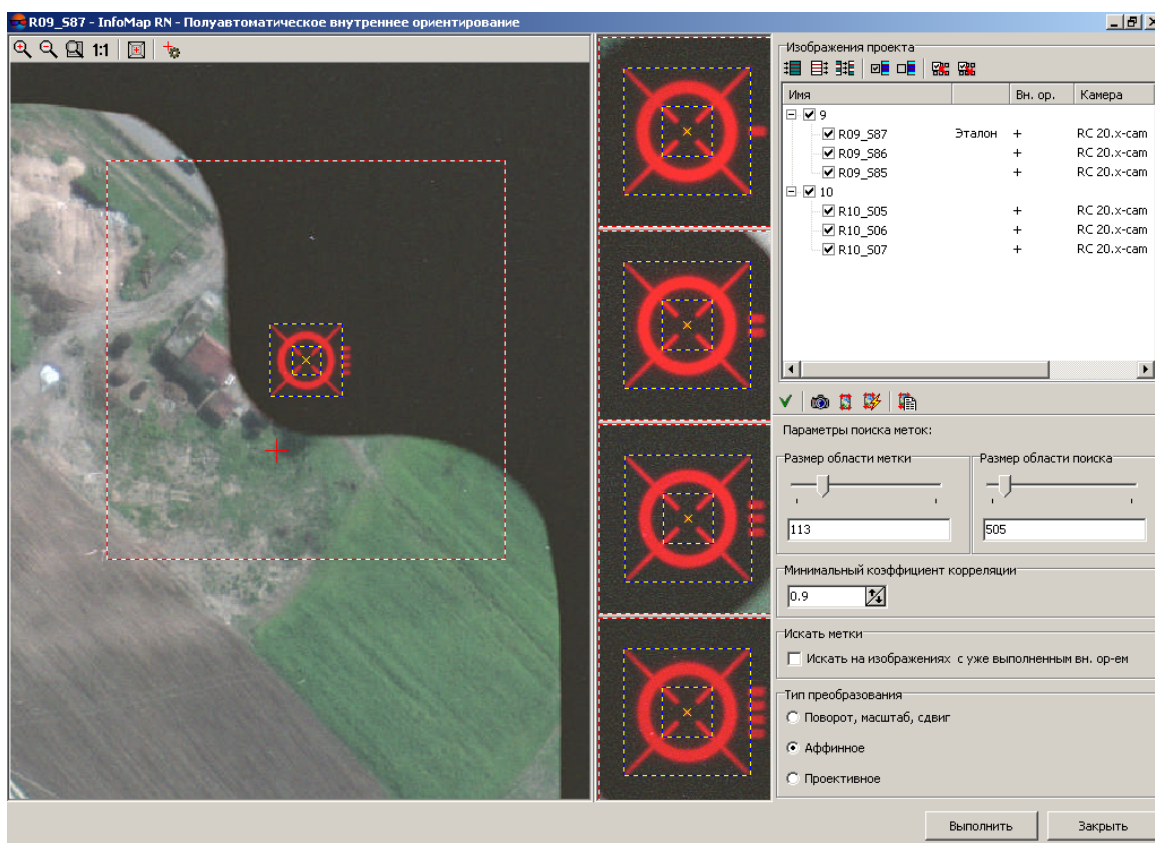 R09_S87 - InfoMap RN - Полуавтоматическое внутреннее ориентирование
1:1
Изображения проекта
Имя Вн. ор. Камера
9
R09_S87 Эталон + RC 20.x-cam
R09_S86 + RC 20.x-cam
R09_S85 + RC 20.x-cam
10
R10_S05 + RC 20.x-cam
R10_S06 + RC 20.x-cam
R10_S07 + RC 20.x-cam
Параметры поиска меток:
Размер области метки Размер области поиска
113 505
Минимальный коэффициент корреляции
0.9
Искать метки
Искать на изображениях с уже выполненным вн. ор-ем
Тип преобразования
Поворот, масштаб, сдвиг
Аффинное
Проективное
Выполнить Закрыть